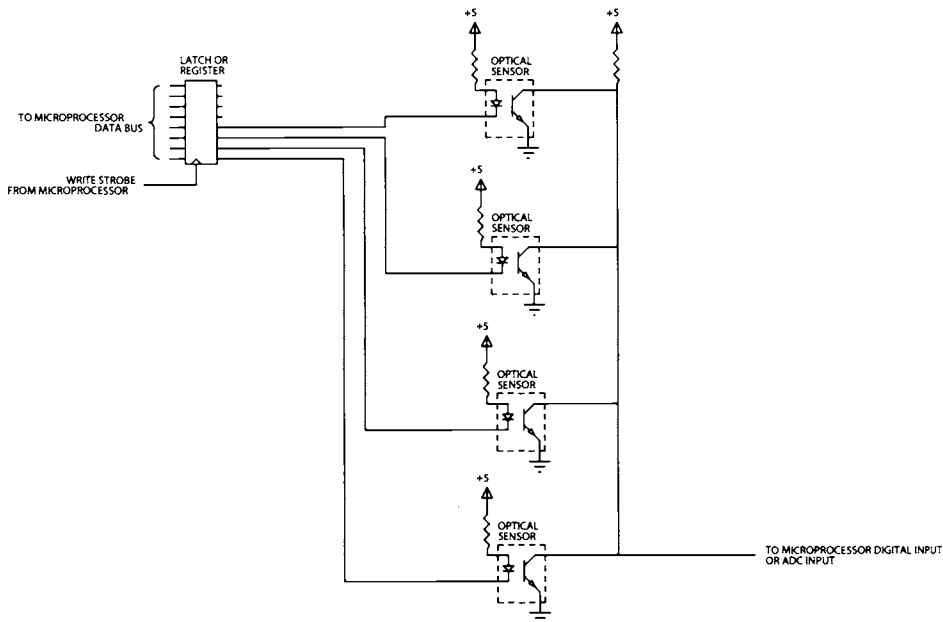 +5
+5
LATCH OR
REGISTER
OPTICAL
SENSOR
TO MICROPROCESSOR
DATA BUS
WRITE STROBE
FROM MICROPROCESSOR
+5
OPTICAL
SENSOR
+5
OPTICAL
SENSOR
+5
OPTICAL
SENSOR
TO MICROPROCESSOR DIGITAL INPUT
OR ADC INPUT